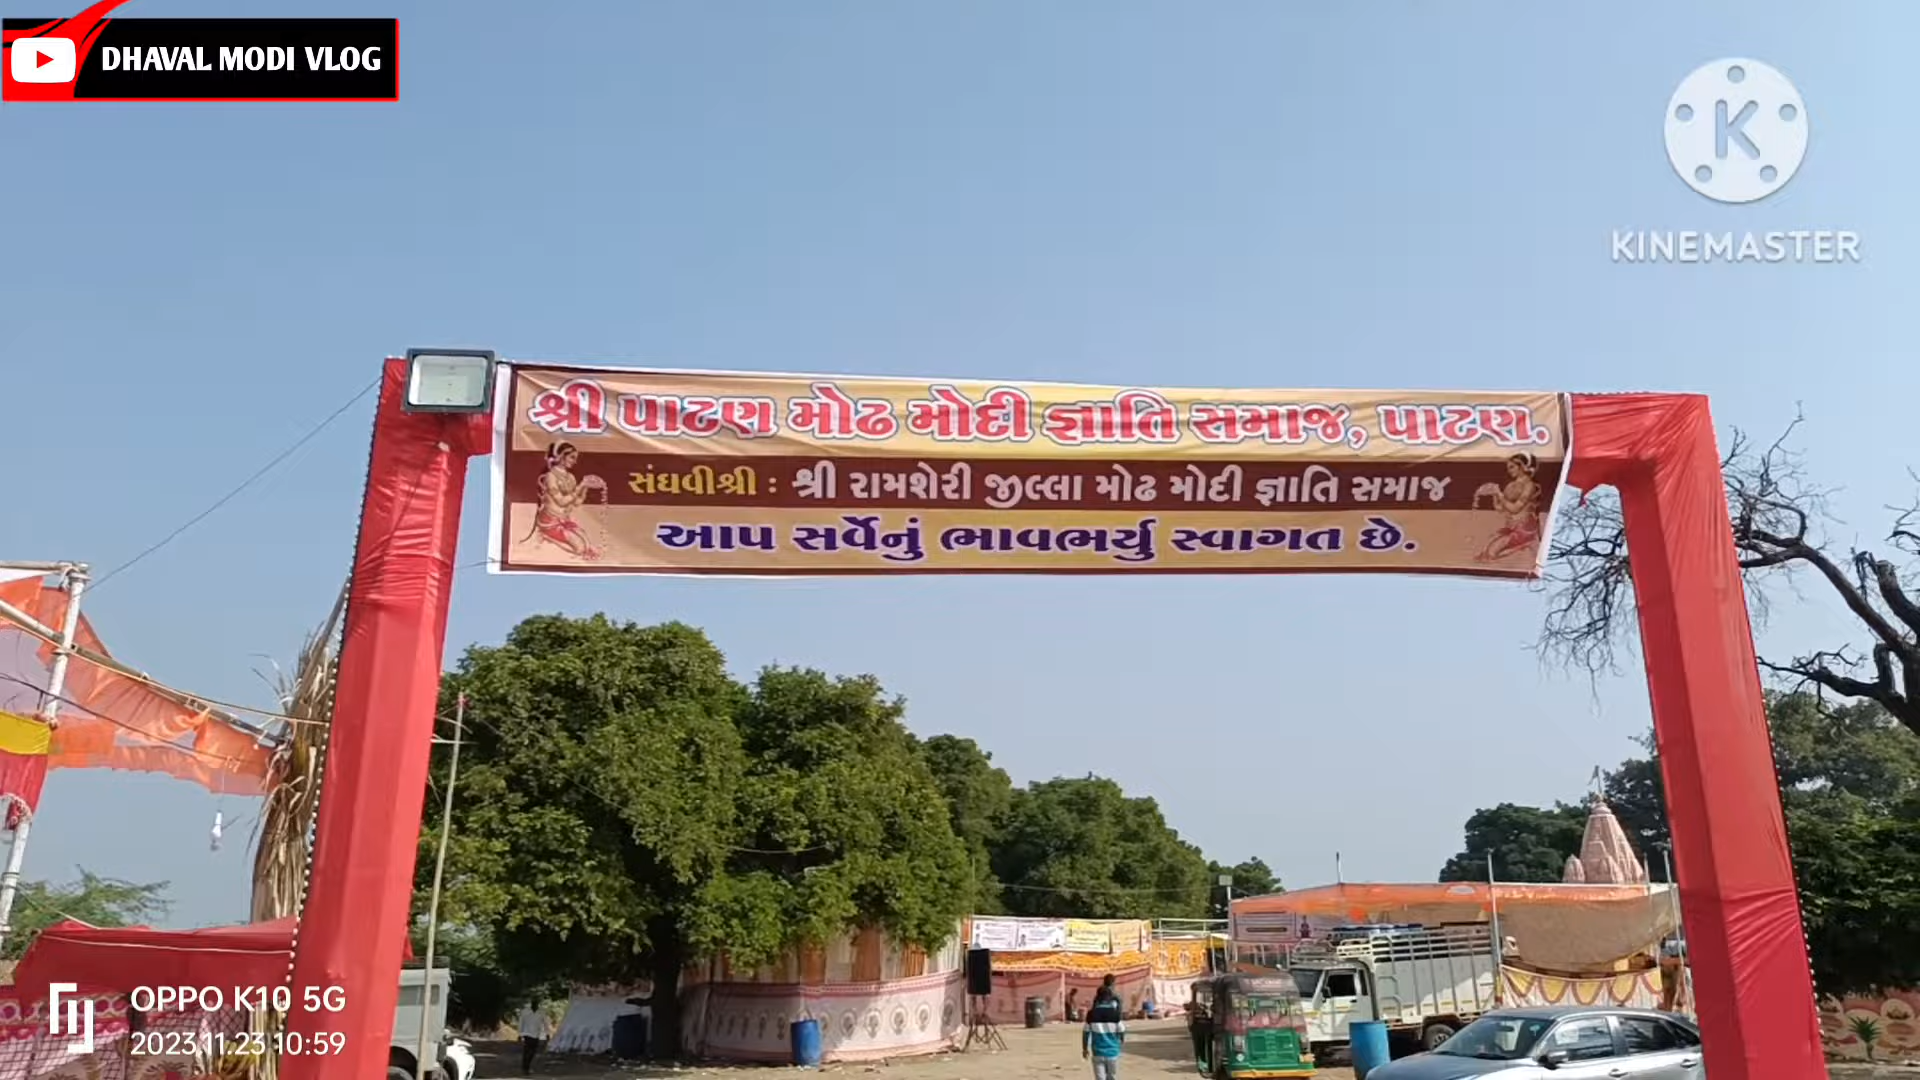 DHAVAL MODI VLOG
K
KINEMASTER
શ્રી પાટણ મોઢ મોદી જ્ઞાતિ સમાજ, પાટણ.
સંઘવીશ્રી : શ્રી રામશેરી જીલ્લા મોઢ મોદી જ્ઞાતિ સમાજ
આપ સર્વેનું ભાવભર્યુ સ્વાગત છે.
OPPO K10 5G
2023.11.23 10:59